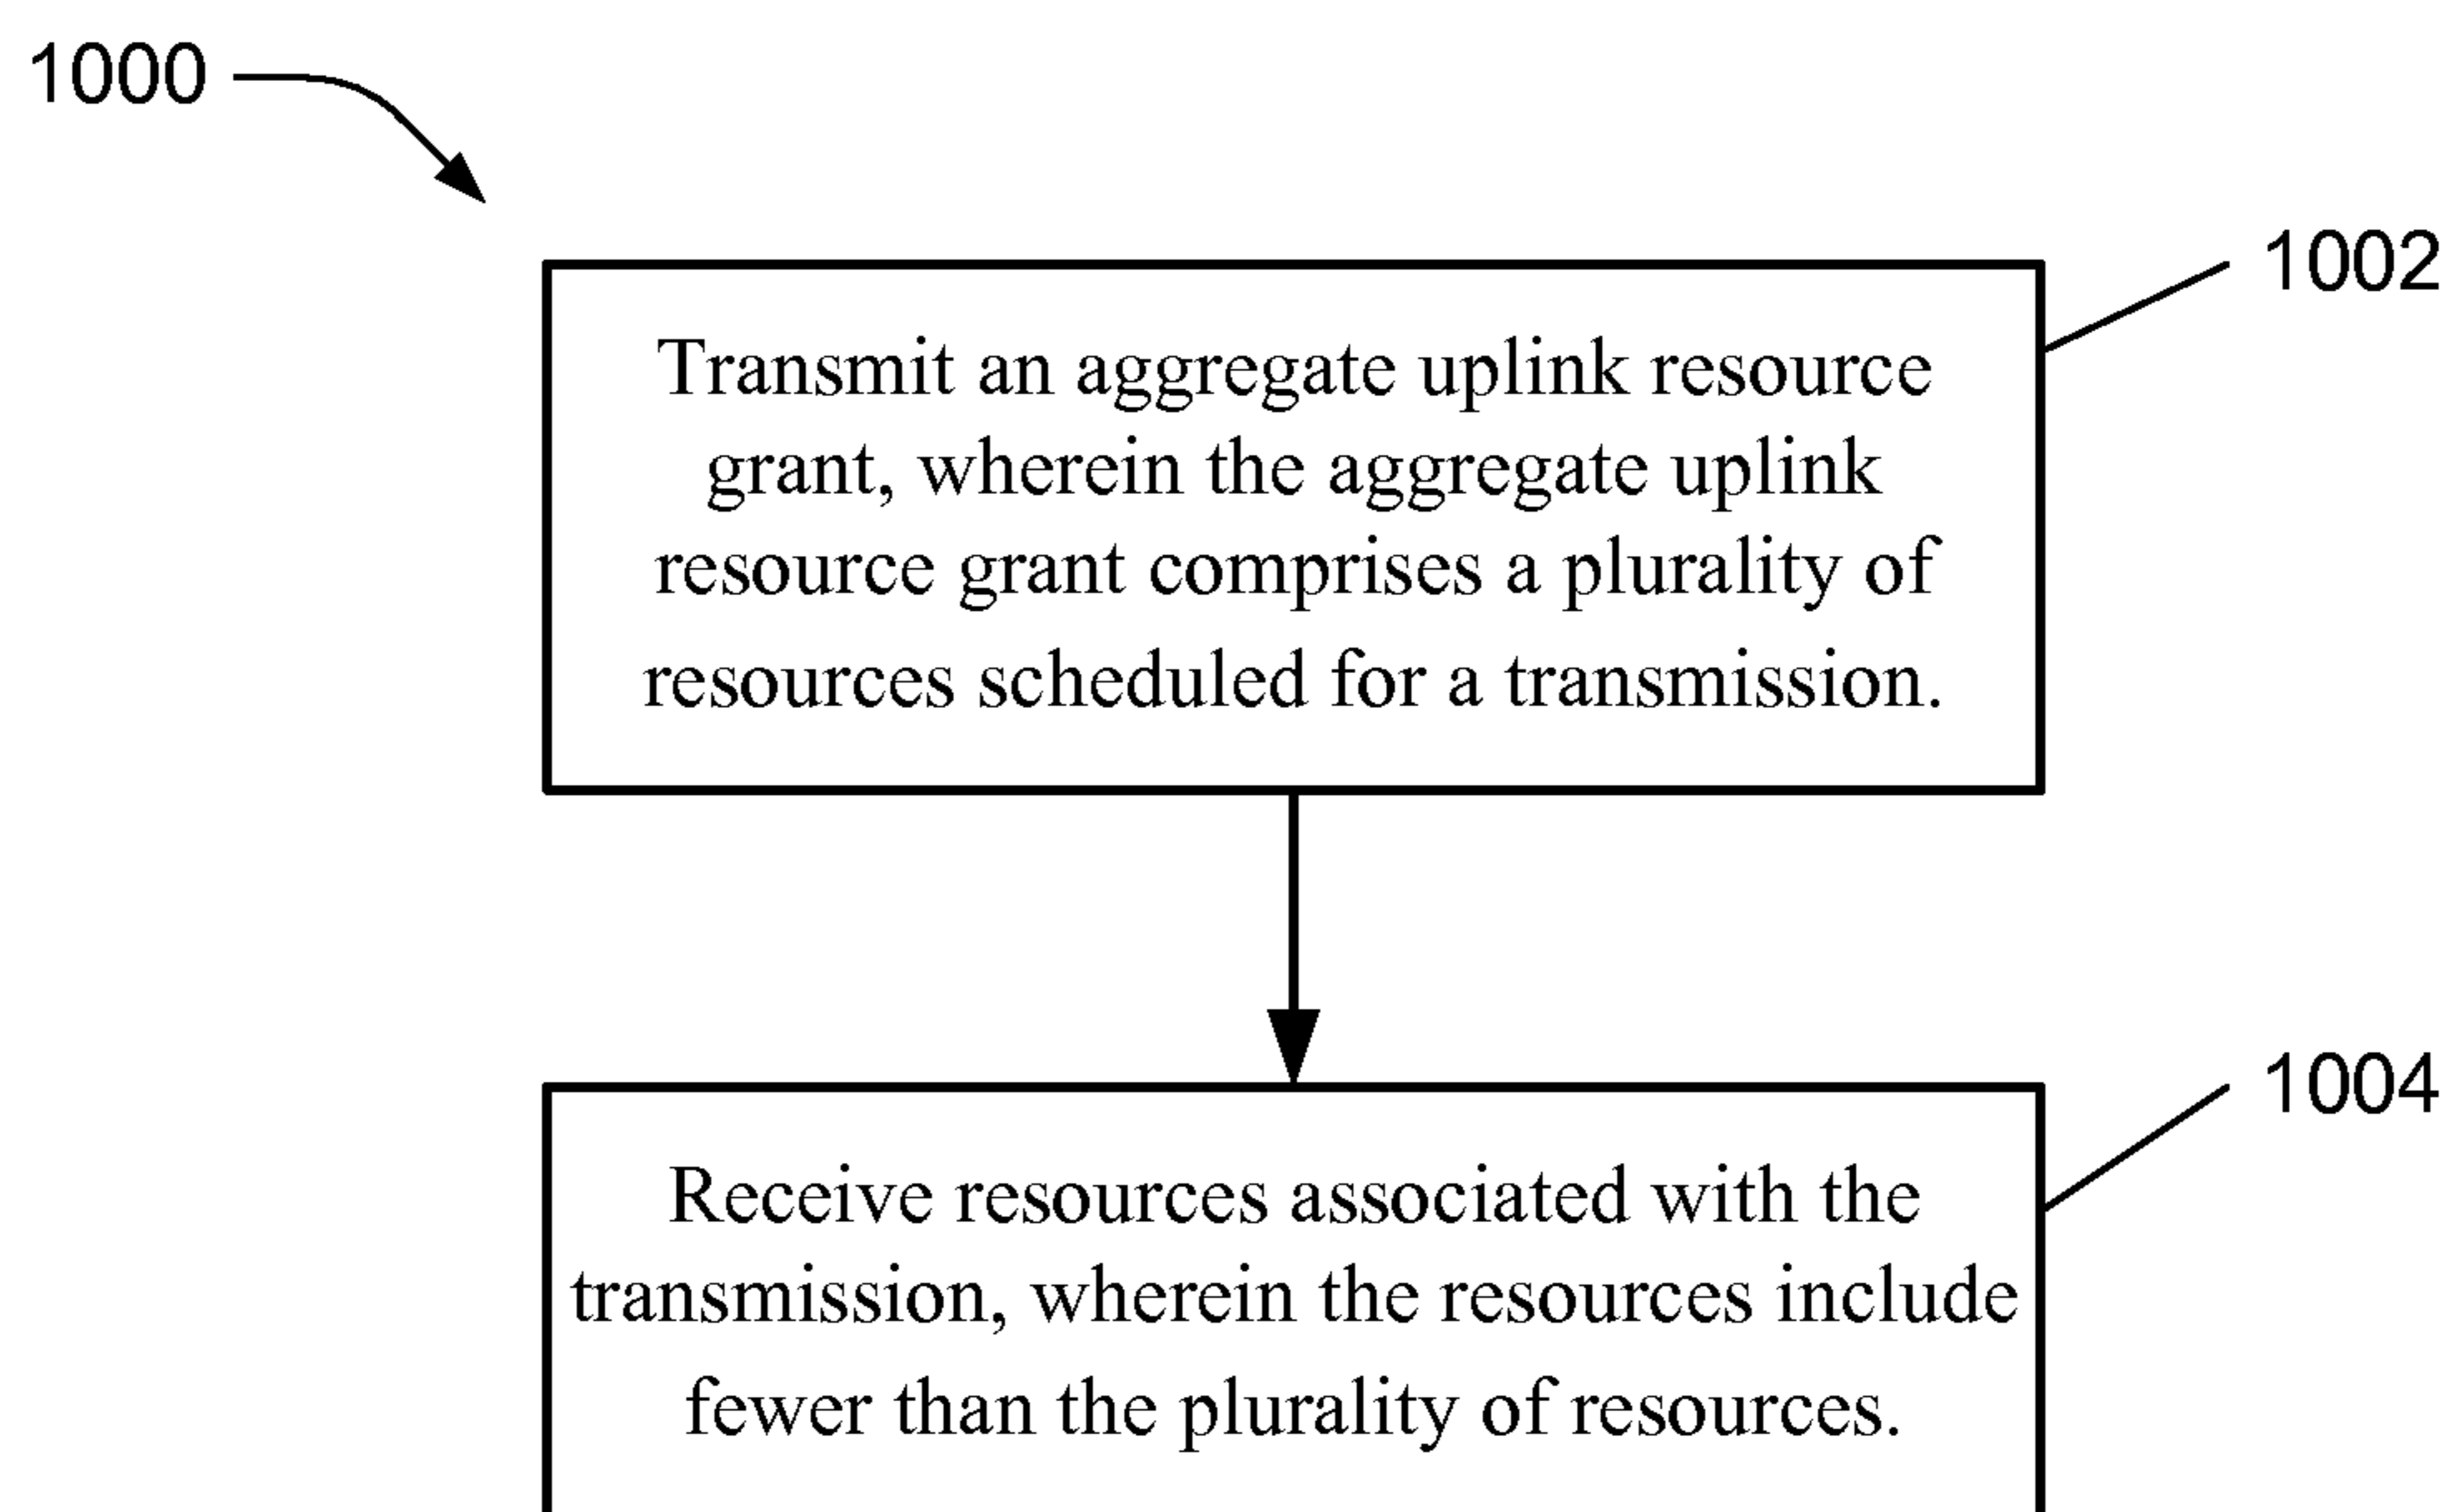 1000
1002
Transmit an aggregate uplink resource
grant, wherein the aggregate uplink
resource grant comprises a plurality of
resources scheduled for a transmission.
1004
Receive resources associated with the
transmission, wherein the resources include
fewer than the plurality of resources.